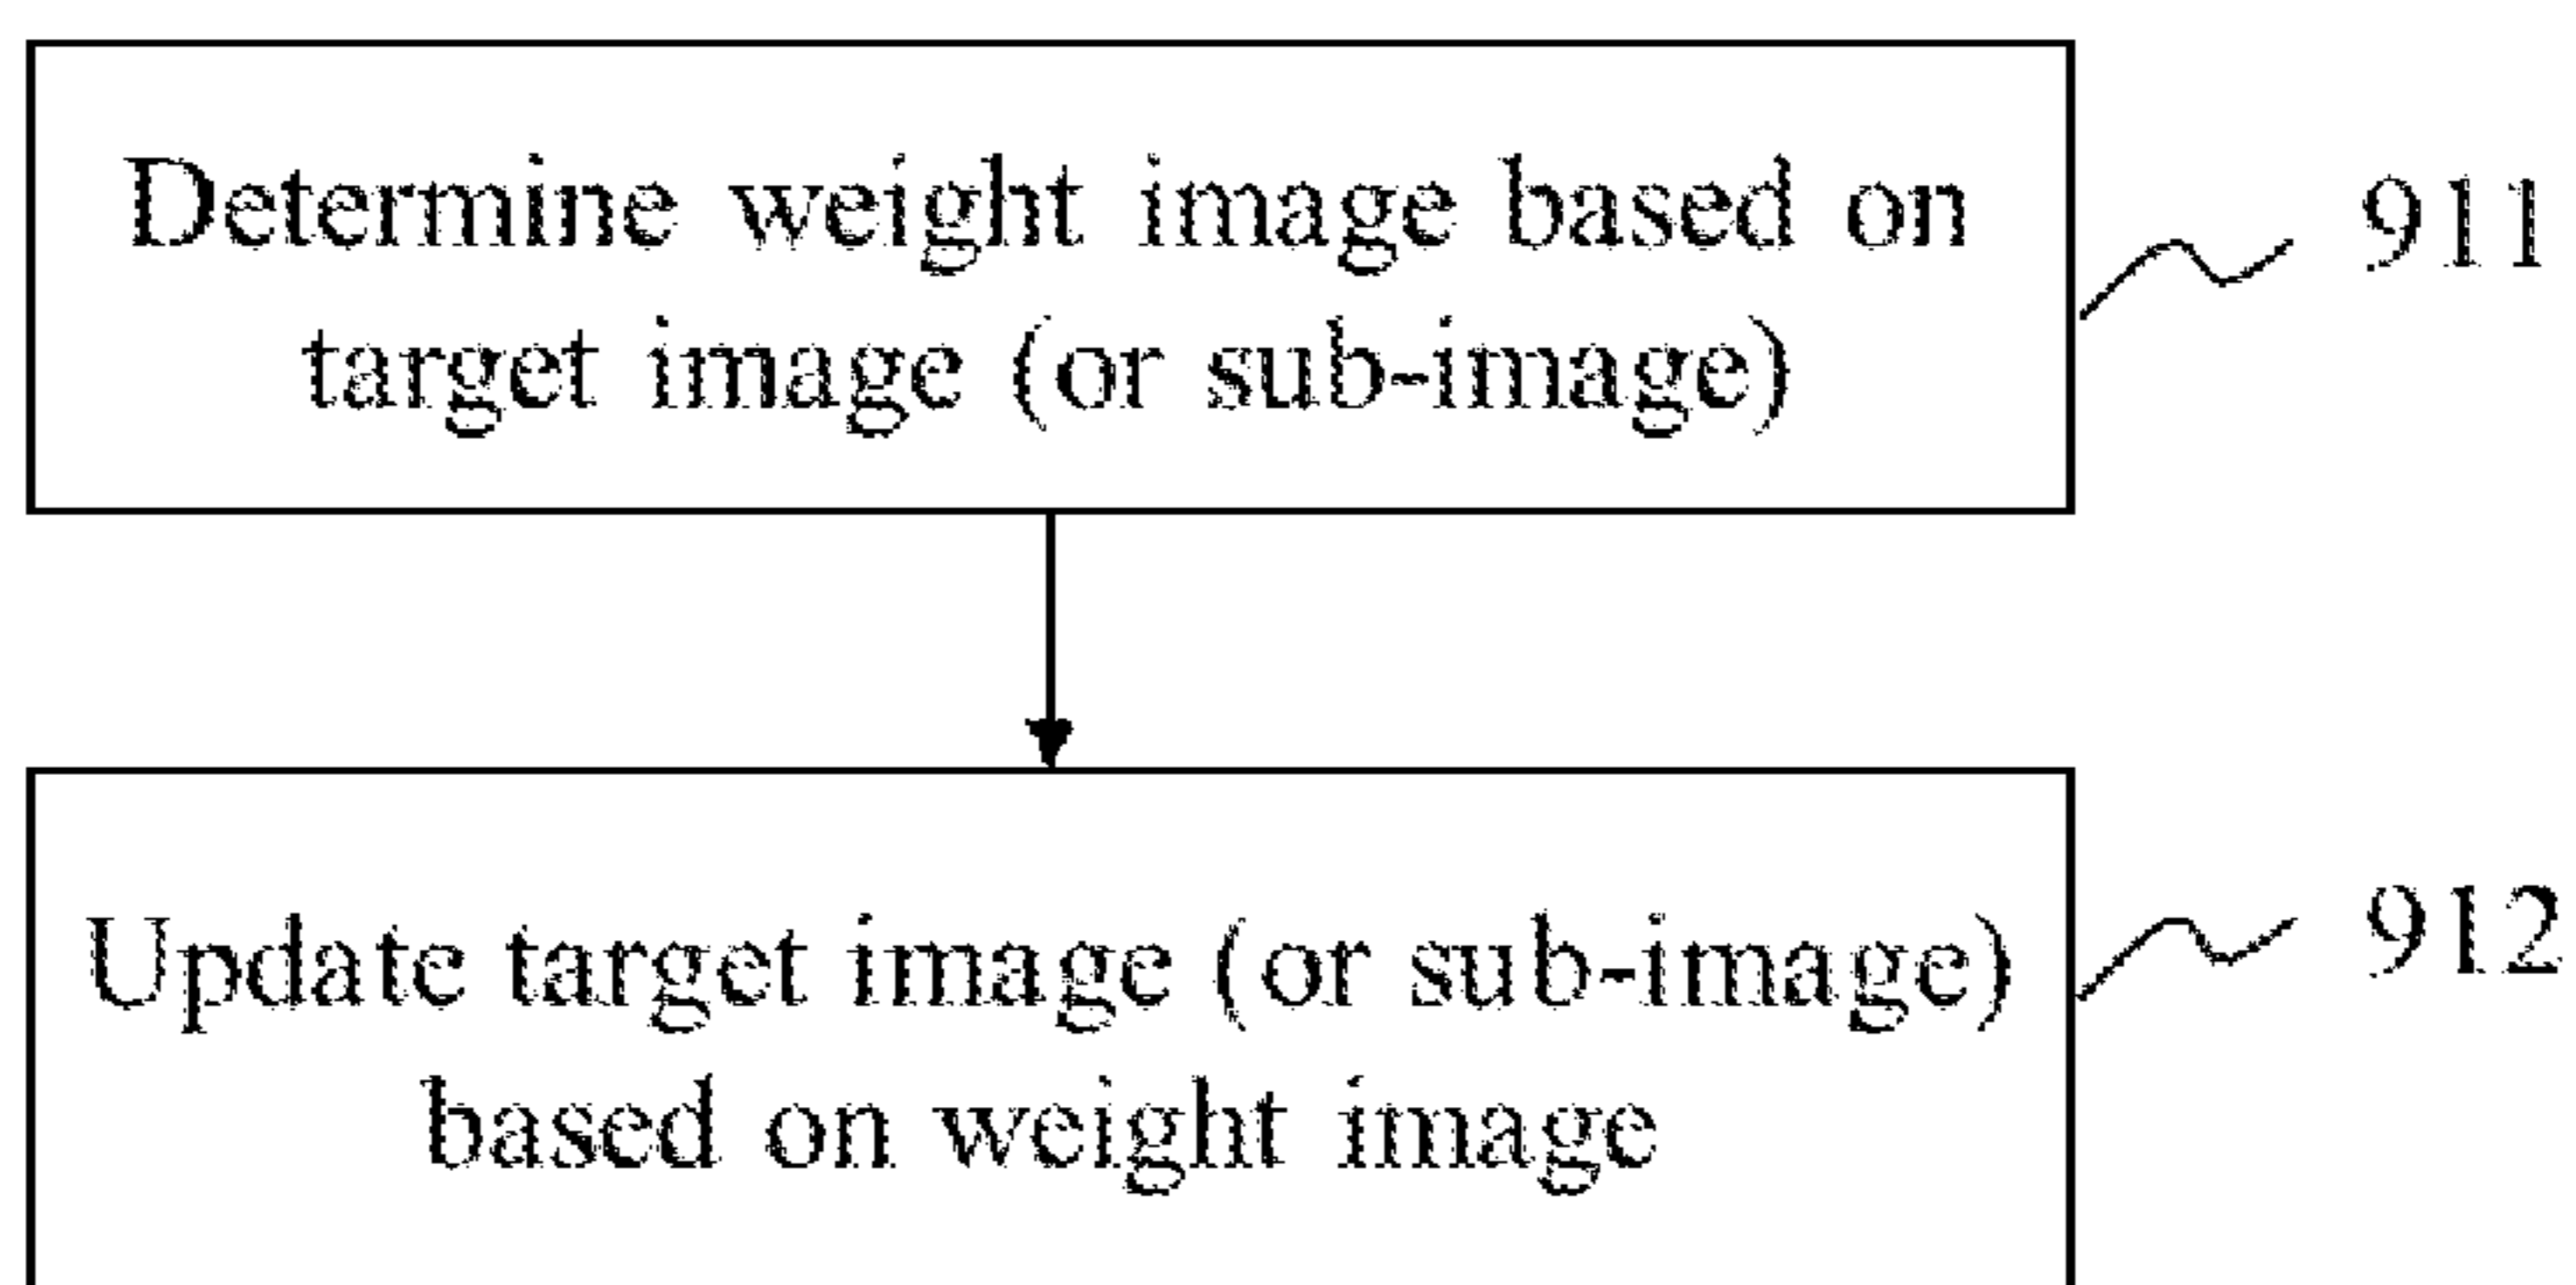 Determine weight image based on
target image (or sub-image)
911
Update target image (or sub-image)
based on weight image
912